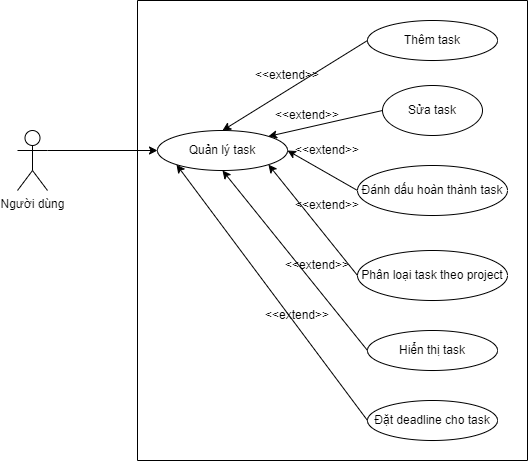 Thêm task
<<extend>>
Sửa task
<<extend>>
Quản lý task
<<extend>>
Đánh dấu hoàn thành task
Người dùng
<<extend>>
Phân loại task theo project
<<extend>>
Hiển thị task
<<extend>>
Đặt deadline cho task